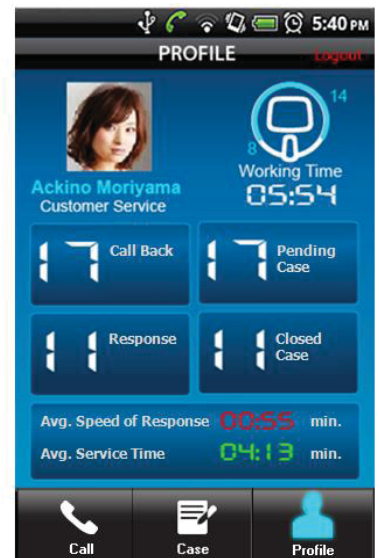 5:40 PM
PROFILE
Logout
14
8
Working Time
05:54
Ackino Moriyama
Customer Service
17 Call Back
17 Pending Case
11 Response
11 Closed Case
Avg. Speed of Response 00:55 min.
Avg. Service Time 04:13 min.
Call Case Profile